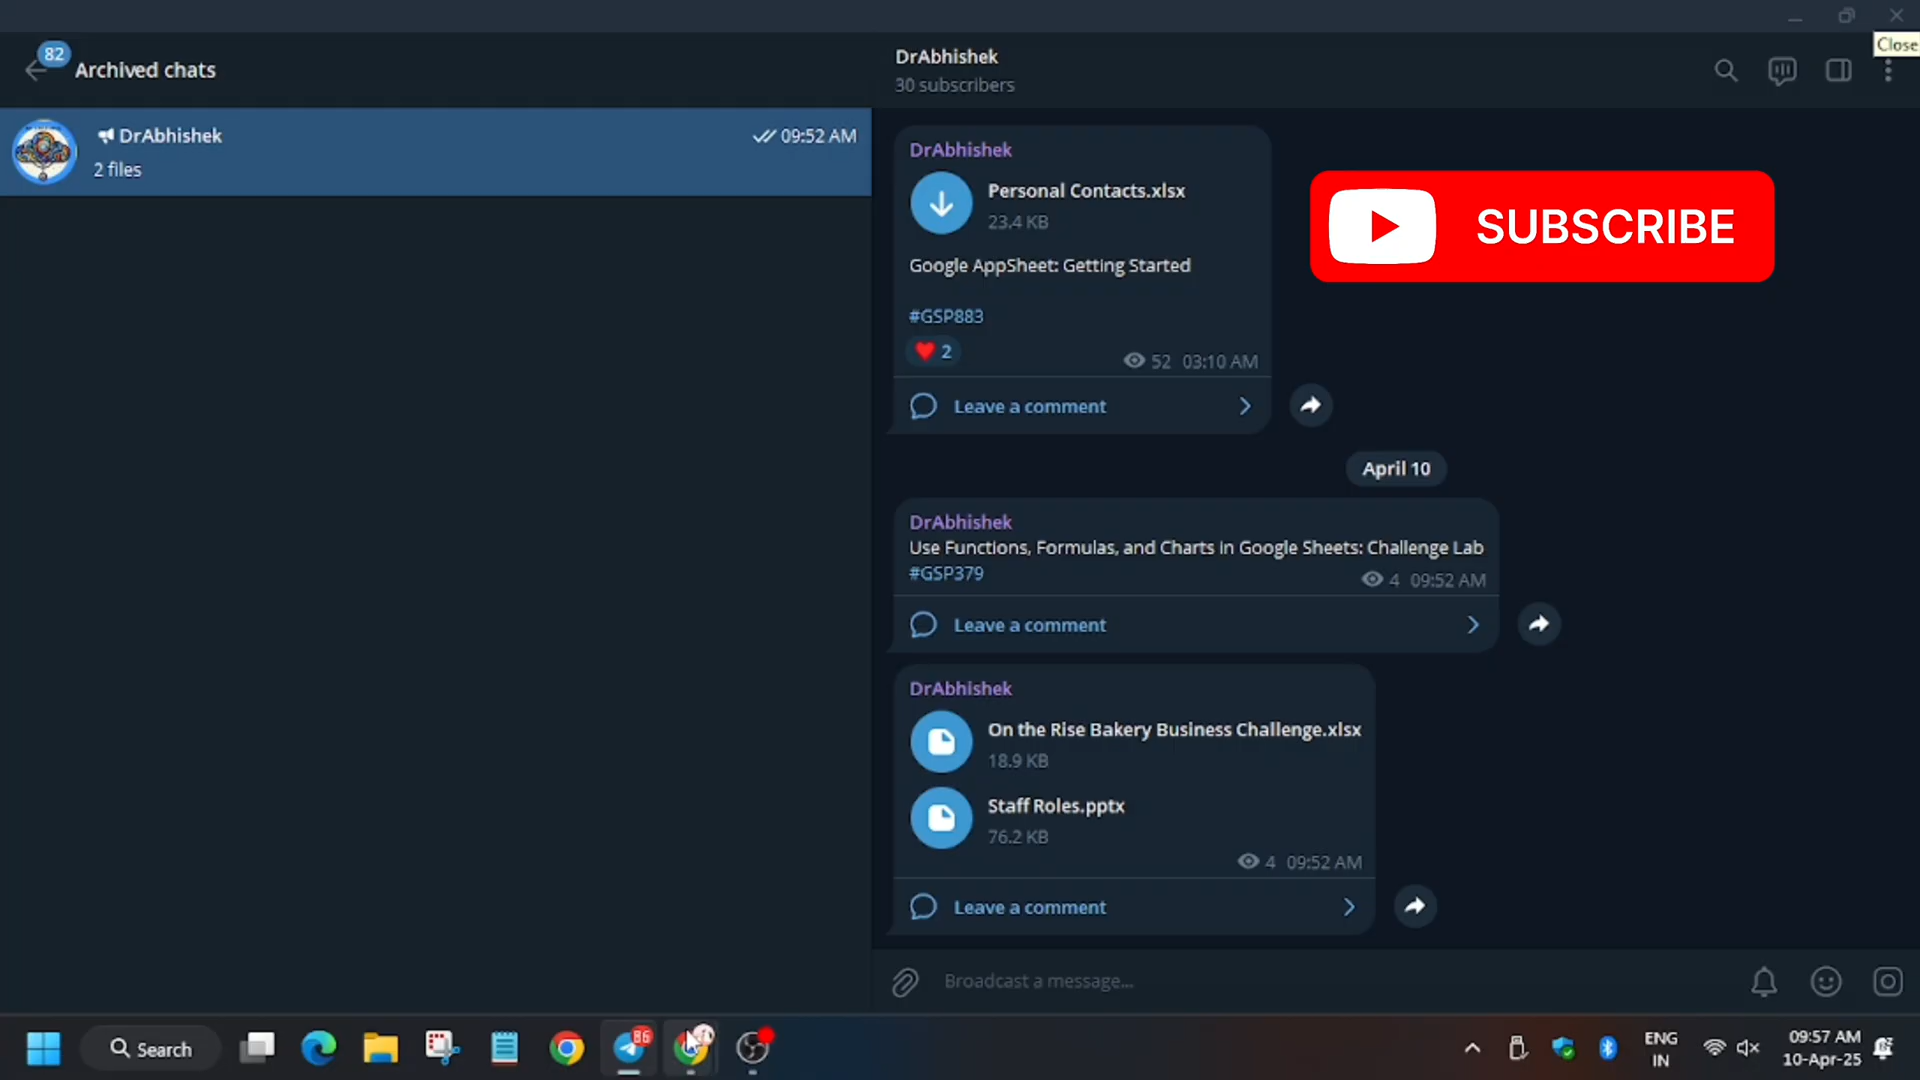 Close
82
Archived chats
DrAbhishek
09:52 AM
2 files
DrAbhishek
30 subscribers
DrAbhishek
Personal Contacts.xlsx
23.4 KB
Google AppSheet: Getting Started
#GSP883
2
52 03:10 AM
Leave a comment
SUBSCRIBE
April 10
DrAbhishek
Use Functions, Formulas, and Charts in Google Sheets: Challenge Lab
#GSP379
4 09:52 AM
Leave a comment
DrAbhishek
On the Rise Bakery Business Challenge.xlsx
18.9 KB
Staff Roles.pptx
76.2 KB
4 09:52 AM
Leave a comment
Broadcast a message...
Search
86
ENG
IN
09:57 AM
10-Apr-25